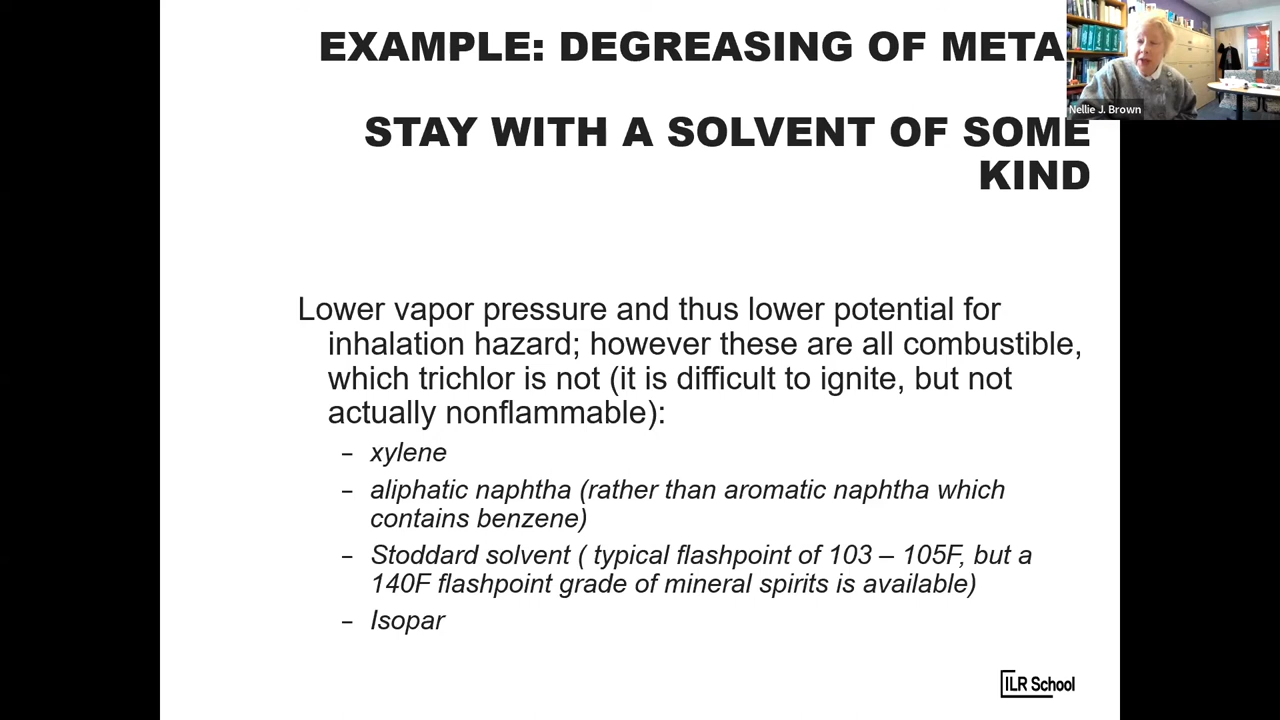 EXAMPLE: DEGREASING OF META
STAY WITH A SOLVENT OF SOME
KIND
Nellie J. Brown
Lower vapor pressure and thus lower potential for
inhalation hazard; however these are all combustible,
which trichlor is not (it is difficult to ignite, but not
actually nonflammable):
– xylene
– aliphatic naphtha (rather than aromatic naphtha which
contains benzene)
– Stoddard solvent ( typical flashpoint of 103 – 105F, but a
140F flashpoint grade of mineral spirits is available)
– Isopar
ILR School